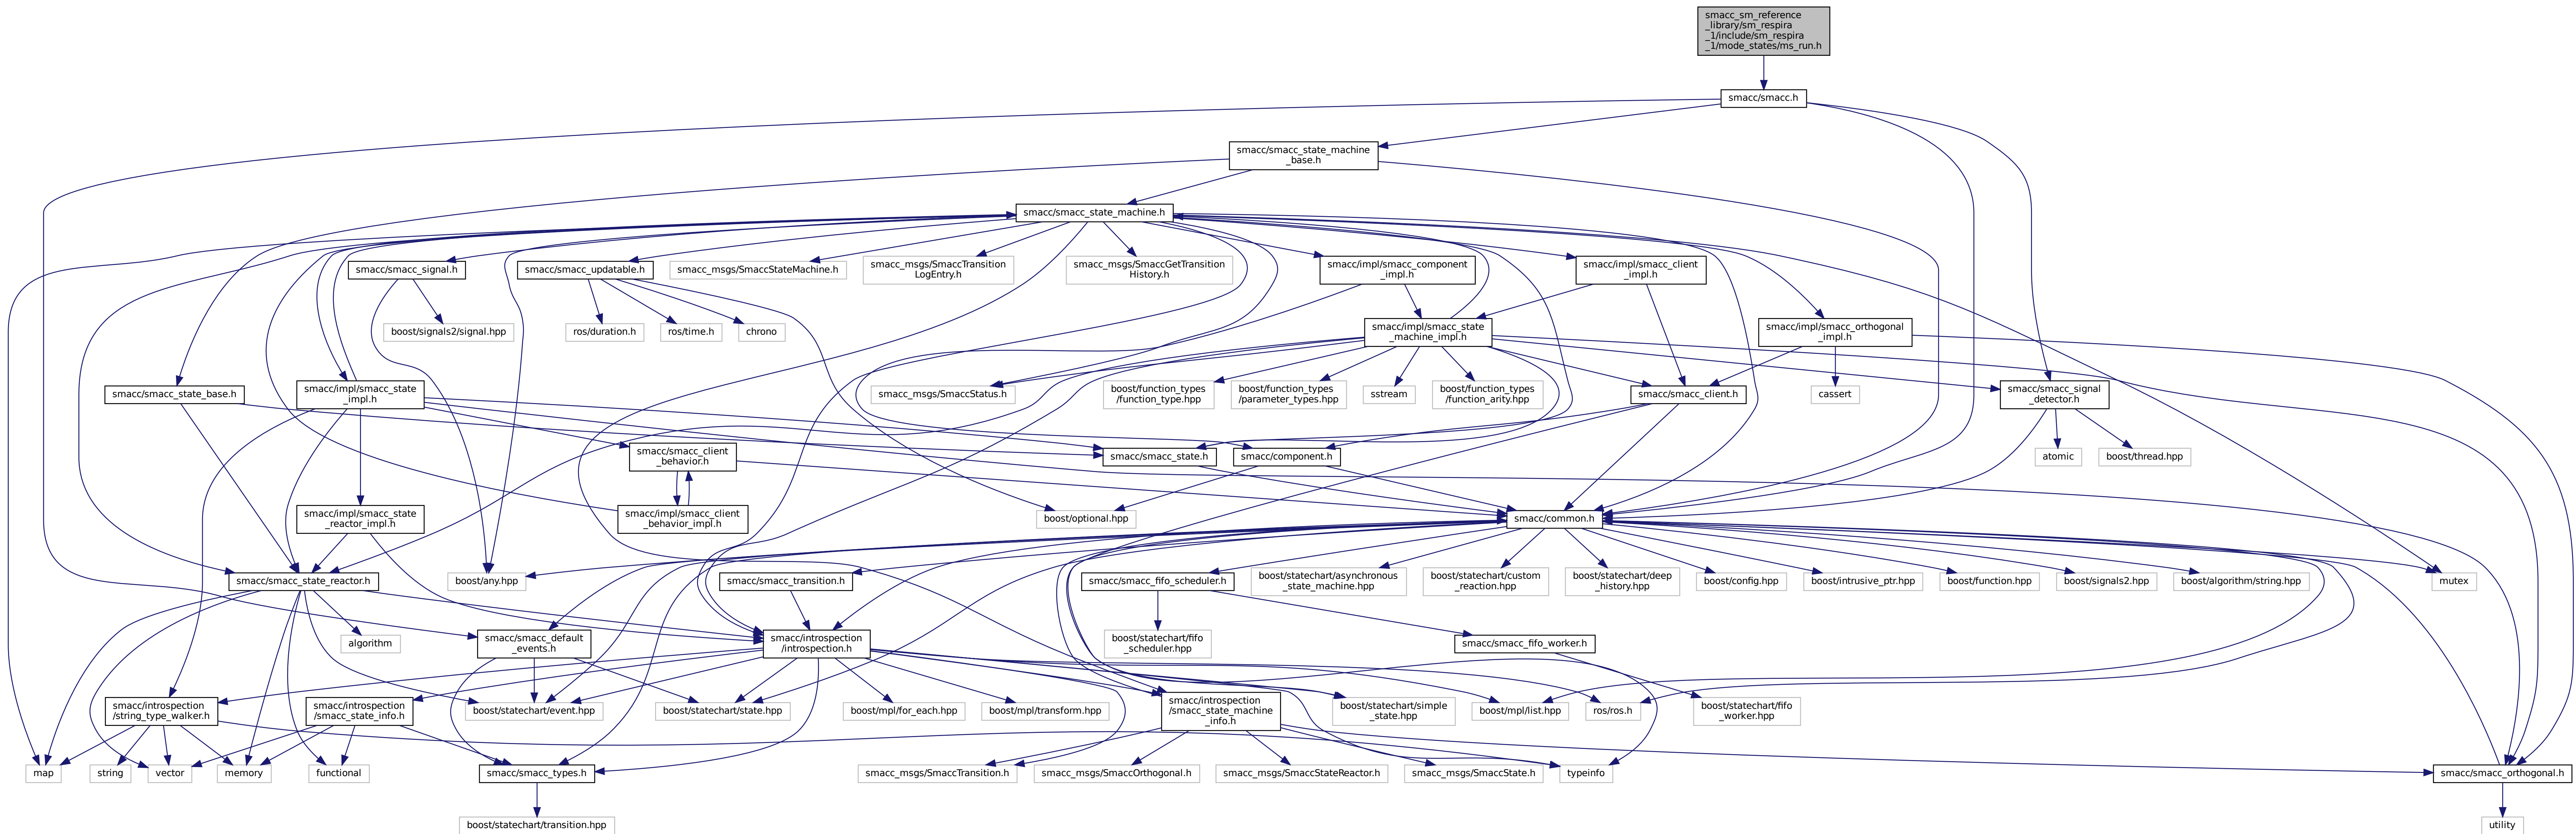 smacc_sm_reference
_library/sm_respira
_1/include/sm_respira
_1/mode_states/ms_run.h
smacc/smacc.h
smacc/smacc_state_machine
_base.h
smacc/smacc_state_machine.h
smacc/smacc_signal.h
smacc/smacc_updatable.h
smacc_msgs/SmaccStateMachine.h
smacc_msgs/SmaccTransition
LogEntry.h
smacc_msgs/SmaccGetTransition
History.h
smacc/impl/smacc_component
_impl.h
smacc/impl/smacc_client
_impl.h
boost/signals2/signal.hpp
ros/duration.h
ros/time.h
chrono
smacc/impl/smacc_state
_machine_impl.h
smacc/impl/smacc_orthogonal
_impl.h
smacc/smacc_state_base.h
smacc/impl/smacc_state
_impl.h
smacc_msgs/SmaccStatus.h
boost/function_types
/function_type.hpp
boost/function_types
/parameter_types.hpp
sstream
boost/function_types
/function_arity.hpp
smacc/smacc_client.h
cassert
smacc/smacc_signal
_detector.h
smacc/smacc_client
_behavior.h
smacc/smacc_state.h
smacc/component.h
atomic
boost/thread.hpp
smacc/impl/smacc_state
_reactor_impl.h
smacc/impl/smacc_client
_behavior_impl.h
boost/optional.hpp
smacc/common.h
smacc/smacc_state_reactor.h
boost/any.hpp
smacc/smacc_transition.h
smacc/smacc_fifo_scheduler.h
boost/statechart/asynchronous
_state_machine.hpp
boost/statechart/custom
_reaction.hpp
boost/statechart/deep
_history.hpp
boost/config.hpp
boost/intrusive_ptr.hpp
boost/function.hpp
boost/signals2.hpp
boost/algorithm/string.hpp
mutex
algorithm
smacc/smacc_default
_events.h
smacc/introspection
/introspection.h
boost/statechart/fifo
_scheduler.hpp
smacc/smacc_fifo_worker.h
smacc/introspection
/string_type_walker.h
smacc/introspection
/smacc_state_info.h
boost/statechart/event.hpp
boost/statechart/state.hpp
boost/mpl/for_each.hpp
boost/mpl/transform.hpp
smacc/introspection
/smacc_state_machine
_info.h
boost/statechart/simple
_state.hpp
boost/mpl/list.hpp
ros/ros.h
boost/statechart/fifo
_worker.hpp
map
string
vector
memory
functional
smacc/smacc_types.h
smacc_msgs/SmaccTransition.h
smacc_msgs/SmaccOrthogonal.h
smacc_msgs/SmaccStateReactor.h
smacc_msgs/SmaccState.h
typeinfo
smacc/smacc_orthogonal.h
boost/statechart/transition.hpp
utility